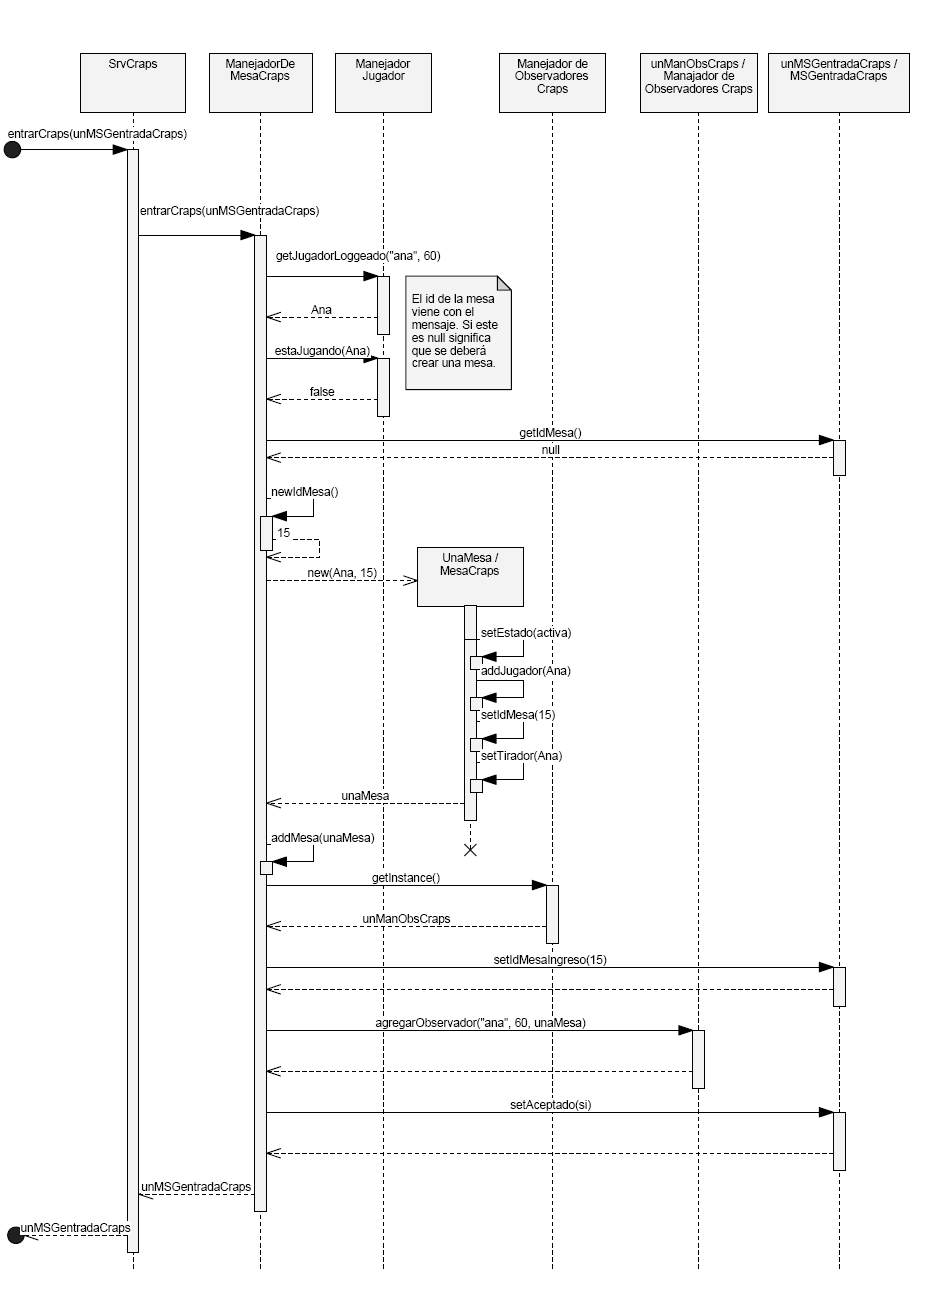 SrvCraps
ManejadorDe
MesaCraps
Manejador
Jugador
Manejador de
Observadores
Craps
unManObsCraps /
Manajador de
Observadores Craps
unMSGentradaCraps /
MSGentradaCraps
entrarCraps(unMSGentradaCraps)
entrarCraps(unMSGentradaCraps)
getJugadorLoggeado("ana", 60)
Ana
El id de la mesa
viene con el
mensaje. Si este
es null significa
que se deberá
crear una mesa.
estaJugando(Ana)
false
getIdMesa()
null
newIdMesa()
15
new(Ana, 15)
UnaMesa /
MesaCraps
setEstado(activa)
addJugador(Ana)
setIdMesa(15)
setTirador(Ana)
unaMesa
addMesa(unaMesa)
getInstance()
unManObsCraps
setIdMesaIngreso(15)
agregarObservador("ana", 60, unaMesa)
setAceptado(si)
unMSGentradaCraps
unMSGentradaCraps